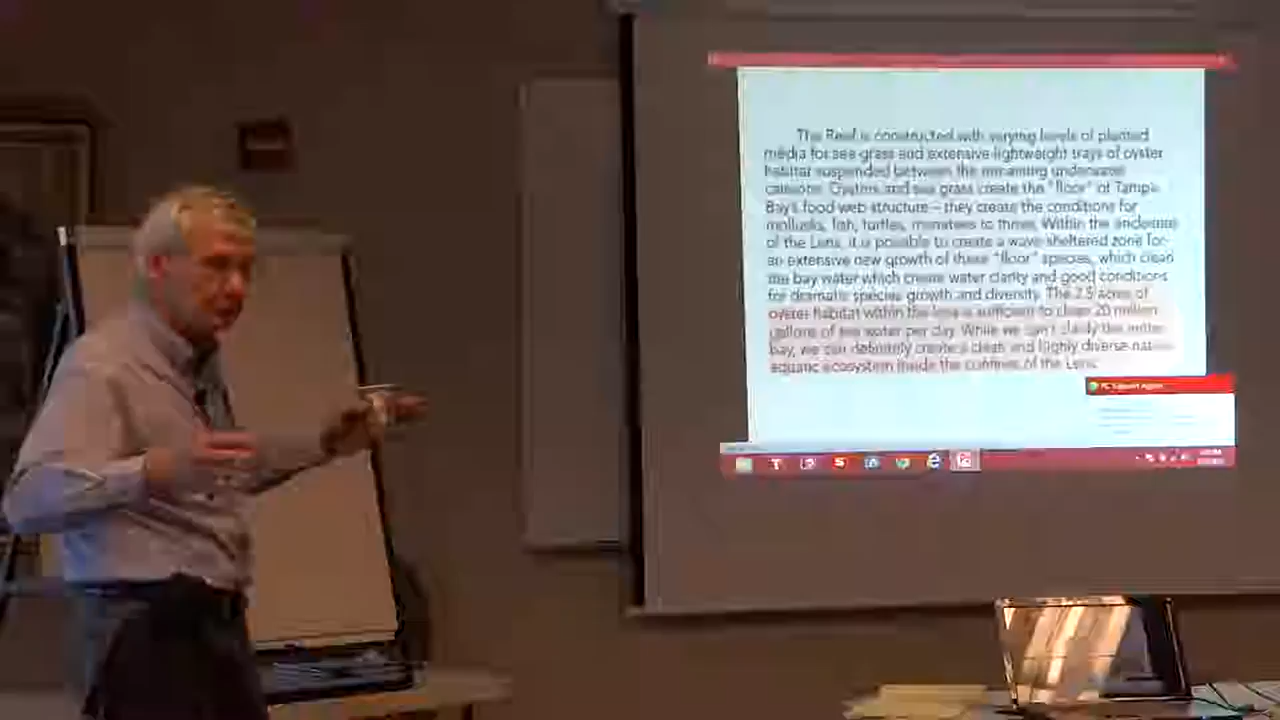 The Reef is constructed with varying levels of planted
media for sea grass and extensive lightweight trays of oyster
habitat suspended between the remaining underwater
caissons. Oysters and sea grass create the "floor" of Tampa
Bay's food web structure – they create the conditions for
mollusks, fish, turtles, manatees to thrive. Within the enclosure
of the Lens, it is possible to create a wave-sheltered zone for
an extensive new growth of these "floor" species, which clean
the bay water which create water clarity and good conditions
for dramatic species growth and diversity. The 2.5 acres of
oyster habitat within the lens is sufficient to clean 20 million
gallons of sea water per day. While we can't clarify the entire
bay, we can definitely create a clean and highly diverse
aquatic ecosystem inside the confines of the Lens.
PC Support Agent